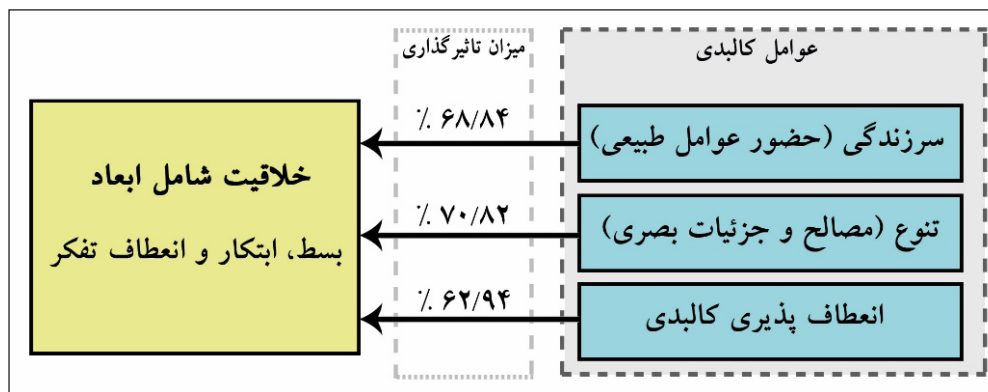 عوامل کالبدی
میزان تاثیرگذاری
سرزندگی (حضور عوامل طبیعی)
٪ ۶۸/۸۴
تنوع (مصالح و جزئیات بصری)
٪ ۷۰/۸۲
انعطاف پذیری کالبدی
٪ ۶۲/۹۴
خلاقیت شامل ابعاد
بسط، ابتکار و انعطاف تفکر